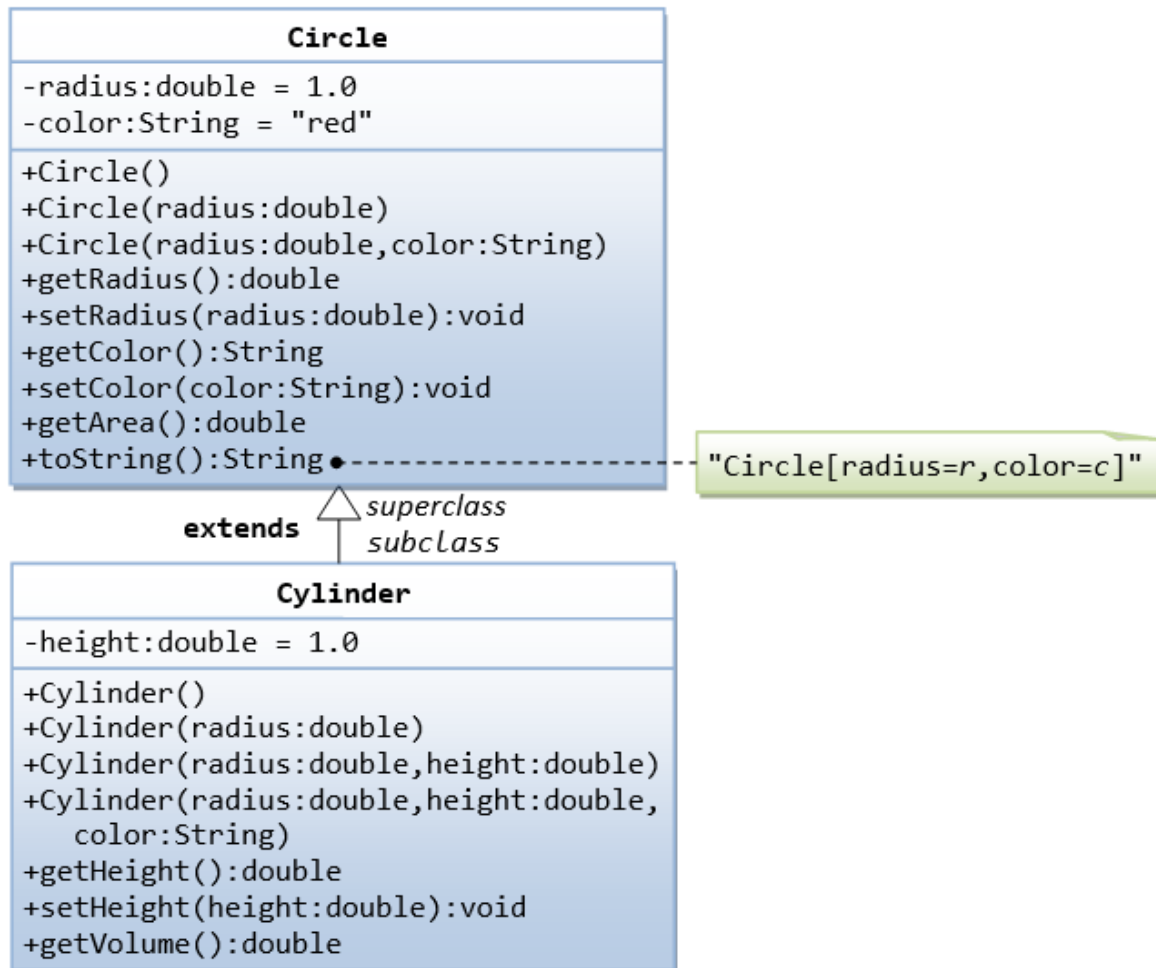 Circle
-radius:double = 1.0
-color:String = "red"
+Circle()
+Circle(radius:double)
+Circle(radius:double,color:String)
+getRadius():double
+setRadius(radius:double):void
+getColor():String
+setColor(color:String):void
+getArea():double
+toString():String
"Circle[radius=r,color=c]"
superclass
extends
subclass
Cylinder
-height:double = 1.0
+Cylinder()
+Cylinder(radius:double)
+Cylinder(radius:double,height:double)
+Cylinder(radius:double,height:double,
color:String)
+getHeight():double
+setHeight(height:double):void
+getVolume():double